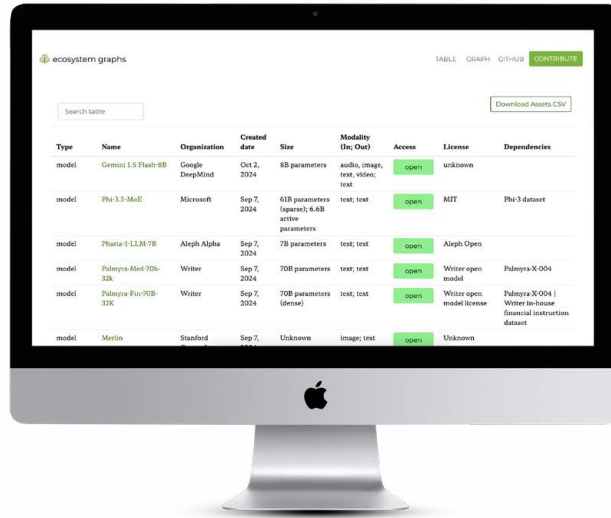 ecosystem graphs
TABLE GRAPH GITHUB CONTRIBUTE
Search table
Download Assets CSV
Type Name Organization Created date Size Modality (In; Out) Access License Dependencies
model Gemini 1.5 Flash-8B Google DeepMind Oct 2, 2024 8B parameters audio, image, text, video; text open unknown
model Phi-3.5-MoE Microsoft Sep 7, 2024 61B parameters (sparse); 6.6B active parameters text; text open MIT Phi-3 dataset
model Pharia-1-LLM-7B Aleph Alpha Sep 7, 2024 7B parameters text; text open Aleph Open
model Palmyra-Med-70b-32k Writer Sep 7, 2024 70B parameters text; text open Writer open model Palmyra-X-004
model Palmyra-Fin-70B-32K Writer Sep 7, 2024 70B parameters (dense) text; text open Writer open model license Palmyra-X-004 | Writer in-house financial instruction dataset
model Merlin Stanford Sep 7, Unknown image; text open Unknown